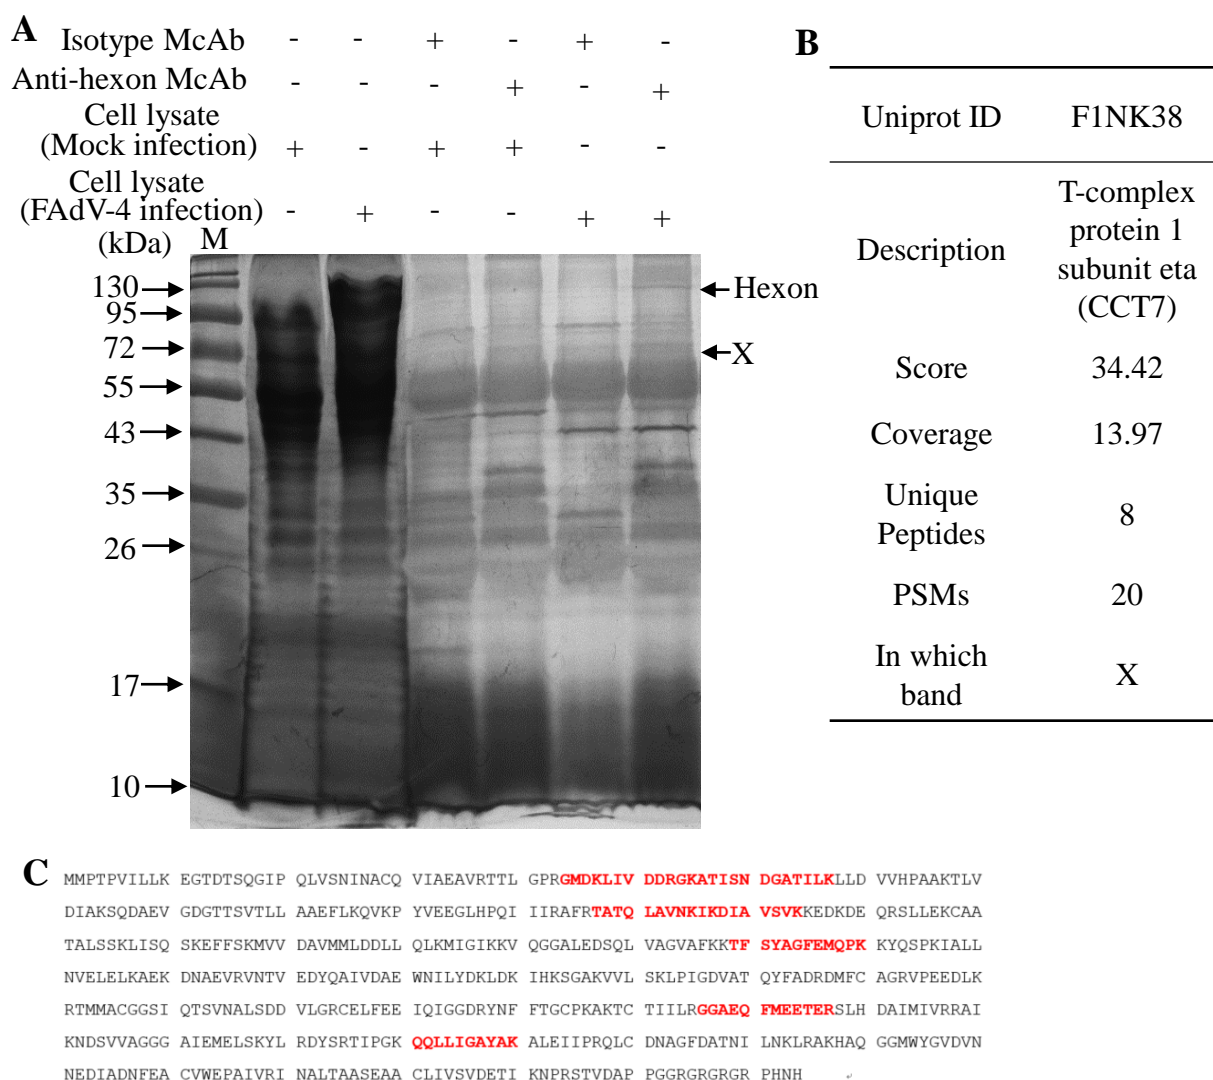 A
Isotype McAb - - + - + -
Anti-hexon McAb - - - + - +
Cell lysate
(Mock infection) + - + + - -
Cell lysate
(FAdV-4 infection) - + - - + +
(kDa) M
130
95
72
55
43
35
26
17
10
Hexon
X
B
Uniprot ID F1NK38
Description T-complex protein 1 subunit eta (CCT7)
Score 34.42
Coverage 13.97
Unique Peptides 8
PSMs 20
In which band X
C
MMPTPVILLK EGTDTSQGIP QLVSNINACQ VIAEAVRTTL GPRGMDKLIV DDRGKATISN DGATILKLLD VVHPAAKTLV
DIAKSQDAEV GDGTTSVTLL AAEFLKQVKP YVEEGLHPQI IIRAFRTATQ LAVNKIKDIA VSVKKEDKDE QRSLLEKCAA
TALSSKLISQ SKEFFSKMVV DAVMMLDDLL QLKMIGIKKV QGGALEDSQL VAGVAFKKTF SYAGFEMQPK KYQSPKIALL
NVELELKAEK DNAEVRVNTV EDYQAIVDAE WNILYDKLDK IHKSGAKVVL SKLPIGDVAT QYFADRDMFC AGRVPEEDLK
RTMMACGGSI QTSVNALSDD VLGRCELFEE IQIGGDRYNF FTGCPKAKTC TIILRGGAEQ FMEETERSLH DAIMIVRRAI
KNDSVVAGGG AIEMELSKYL RDYSRTIPGK QQLLIGAYAK ALEIIPRQLC DNAGFDATNI LNKLRAKHAQ GGMWYGVDVN
NEDIADNFEA CVWEPAIVRI NALTAASEAA CLIVSVDETI KNPRSTVDAP PGGRGRGRGR PHNH